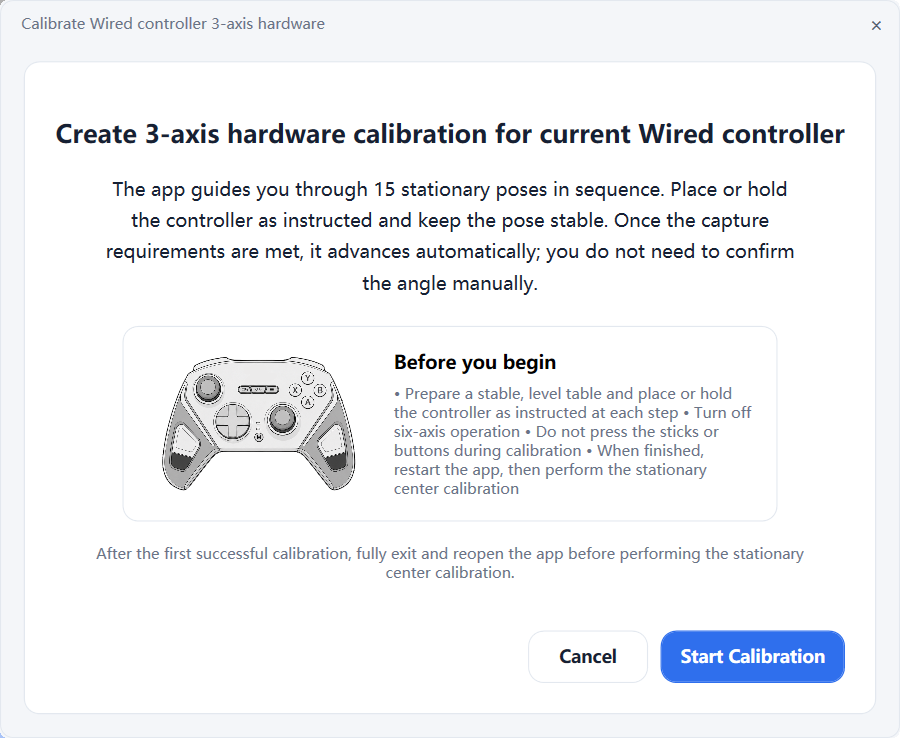 Calibrate Wired controller 3-axis hardware
×
Create 3-axis hardware calibration for current Wired controller
The app guides you through 15 stationary poses in sequence. Place or hold
the controller as instructed and keep the pose stable. Once the capture
requirements are met, it advances automatically; you do not need to confirm
the angle manually.
Y
X
B
A
M
Before you begin
• Prepare a stable, level table and place or hold
the controller as instructed at each step • Turn off
six-axis operation • Do not press the sticks or
buttons during calibration • When finished,
restart the app, then perform the stationary
center calibration
After the first successful calibration, fully exit and reopen the app before performing the stationary
center calibration.
Cancel
Start Calibration